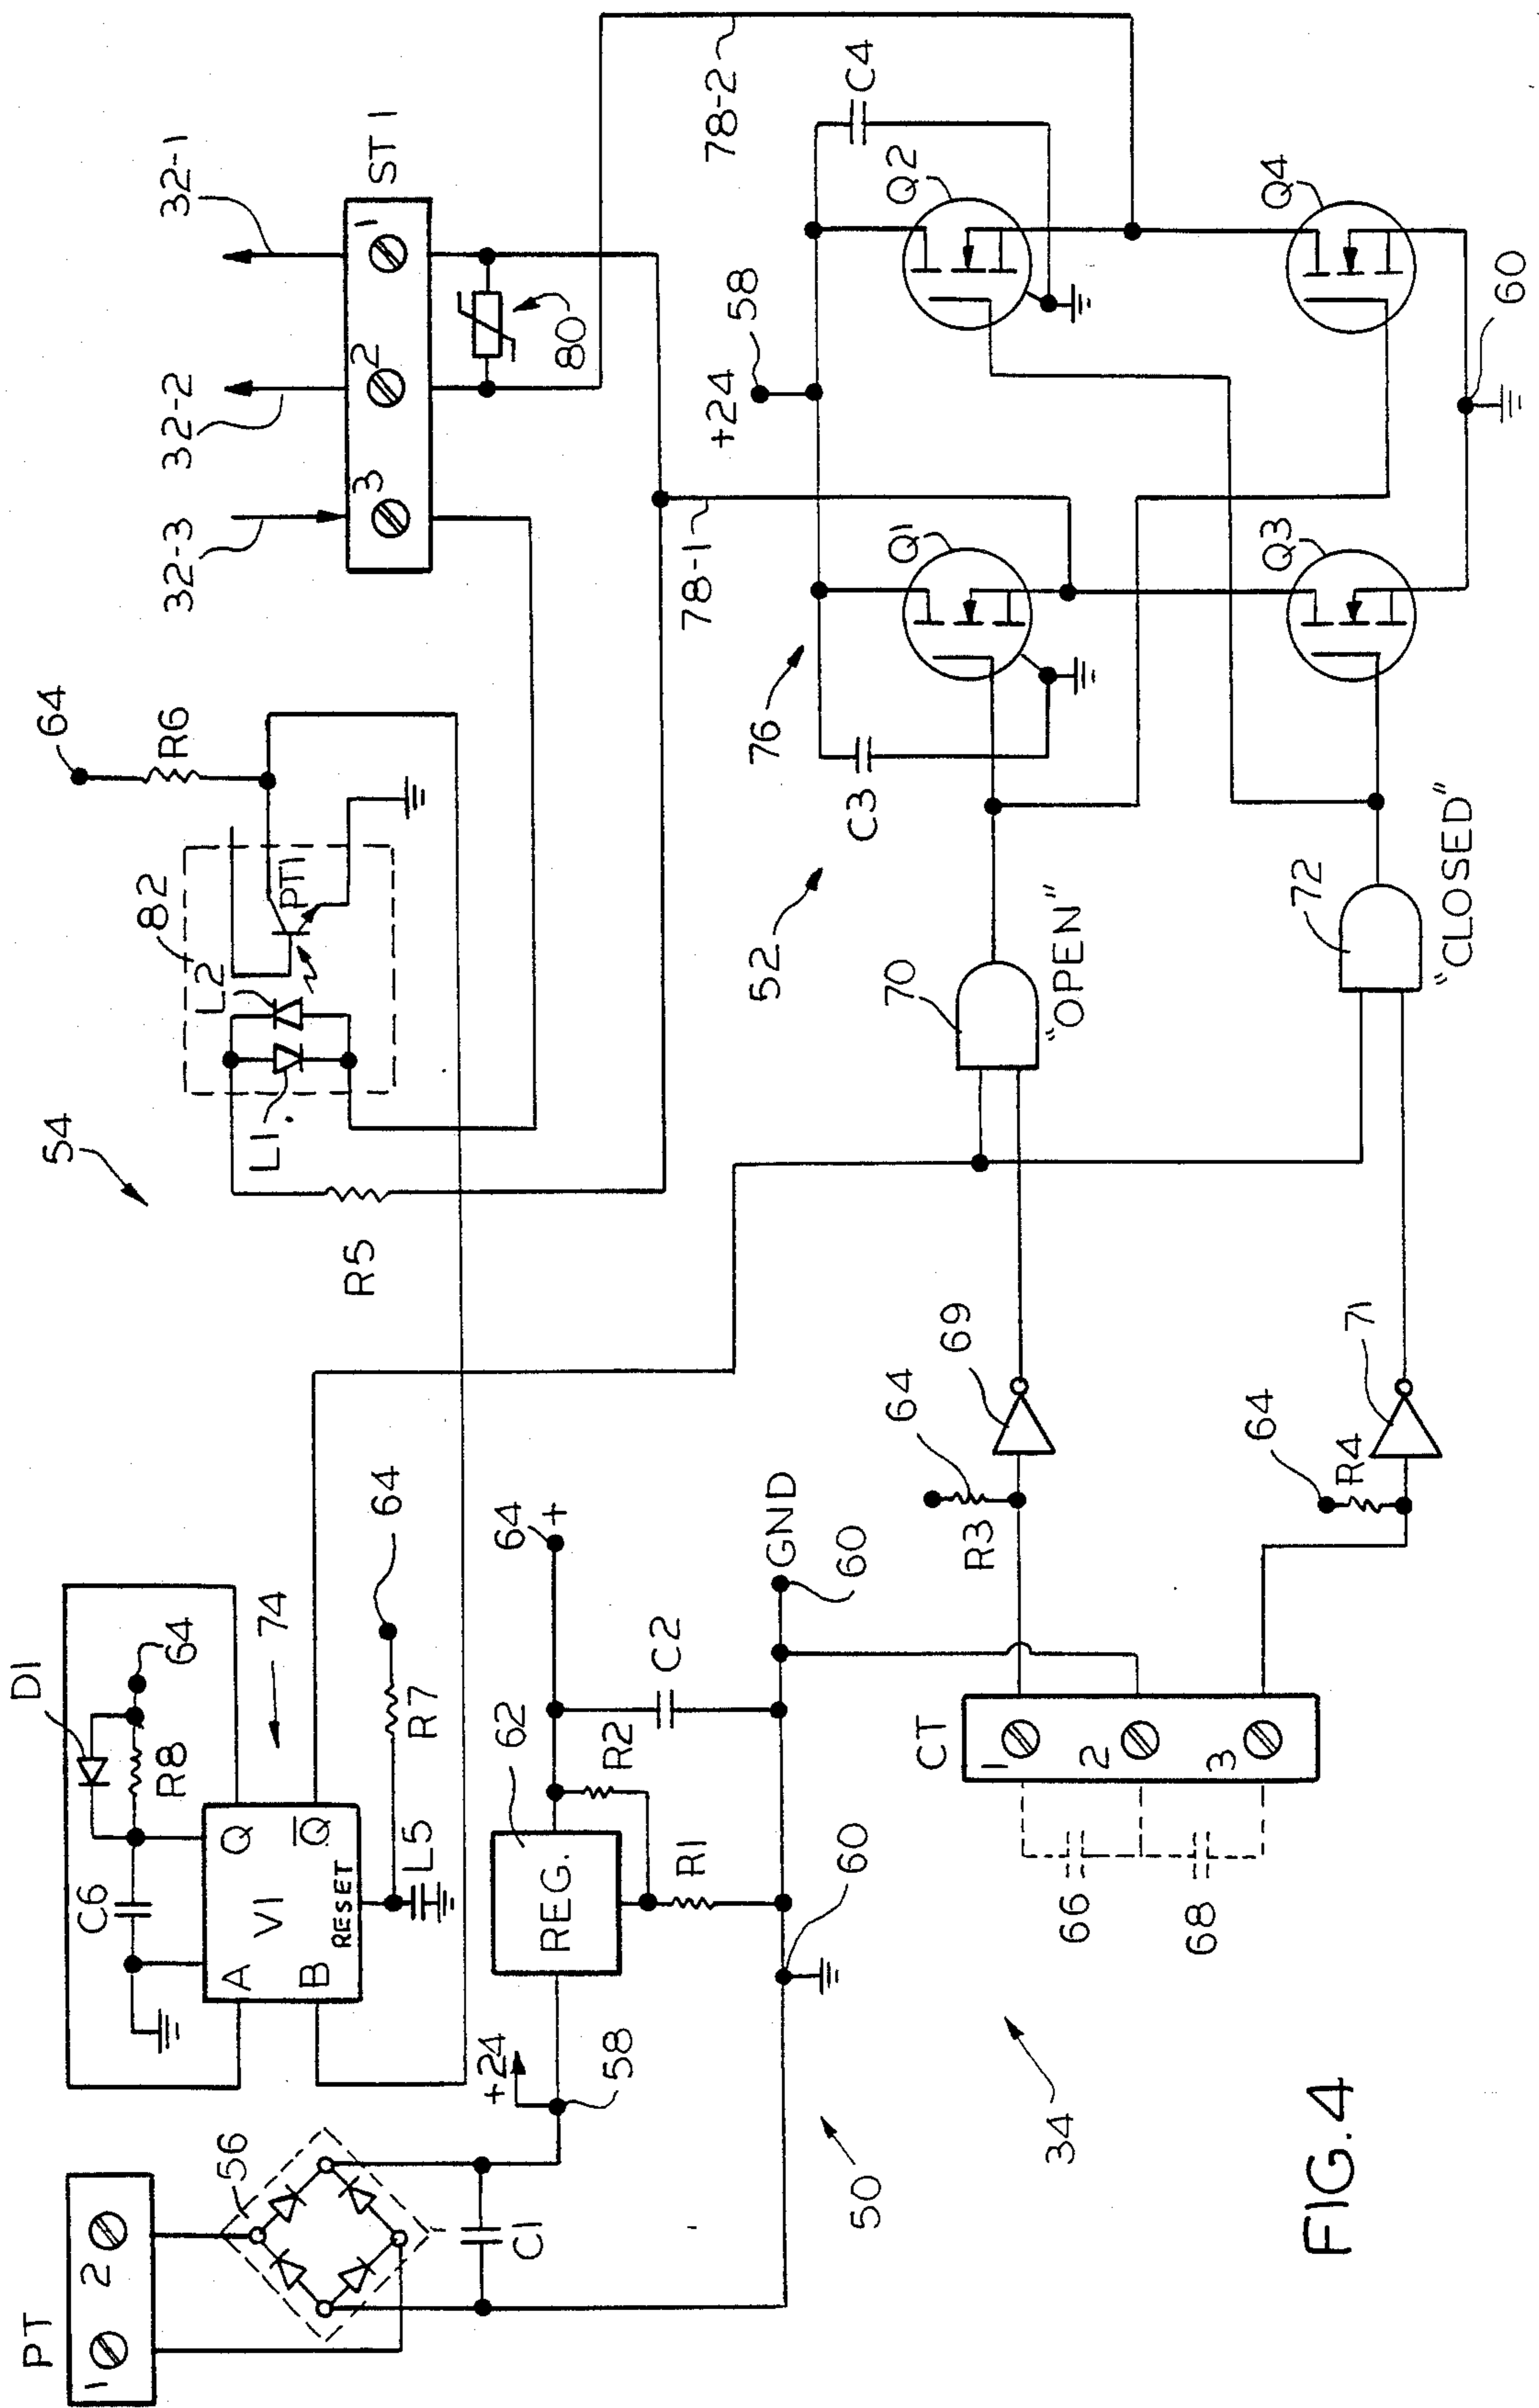 PT
1
2
56
C1
D1
64
C6
R8
74
A
Q
V1
B
Q̅
RESET
L5
R7
64
+24
58
REG.
62
64
+
R2
C2
R1
60
GND
60
50
34
CT
1
2
3
66
68
R3
64
69
64
R4
71
70
"OPEN"
72
"CLOSED"
54
82
L2
L1
PT1
R5
64
R6
32-1
32-2
32-3
ST1
1
2
3
80
78-1
78-2
52
76
+24
58
C3
C4
Q1
Q2
Q3
Q4
60
FIG.4